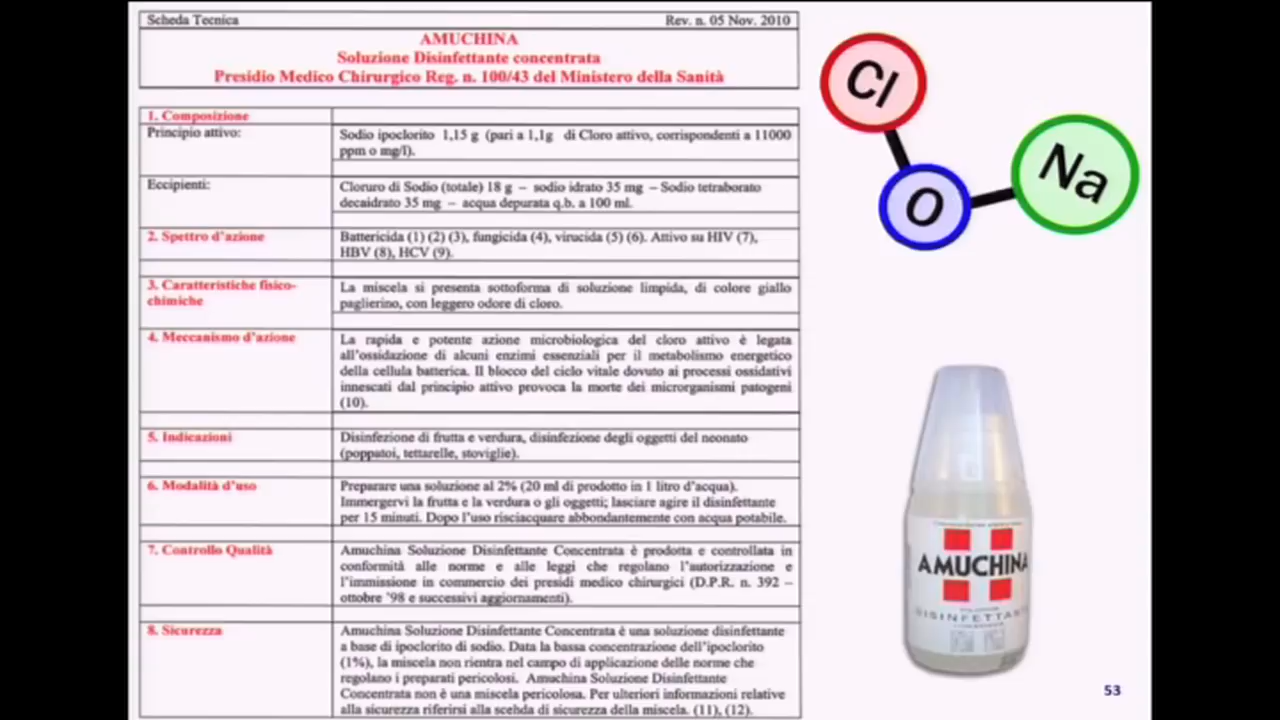 Scheda Tecnica Rev. n. 05 Nov. 2010
AMUCHINA
Soluzione Disinfettante concentrata
Presidio Medico Chirurgico Reg. n. 100/43 del Ministero della Sanità
1. Composizione
Principio attivo:
Sodio ipoclorito 1,15 g (pari a 1,1g di Cloro attivo, corrispondenti a 11000
ppm o mg/l).
Eccipienti:
Cloruro di Sodio (totale) 18 g – sodio idrato 35 mg – Sodio tetraborato
decaidrato 35 mg – acqua depurata q.b. a 100 ml.
2. Spettro d'azione
Battericida (1) (2) (3), fungicida (4), virucida (5) (6). Attivo su HIV (7),
HBV (8), HCV (9).
3. Caratteristiche fisico-
chimiche
La miscela si presenta sottoforma di soluzione limpida, di colore giallo
paglierino, con leggero odore di cloro.
4. Meccanismo d'azione
La rapida e potente azione microbiologica del cloro attivo è legata
all'ossidazione di alcuni enzimi essenziali per il metabolismo energetico
della cellula batterica. Il blocco del ciclo vitale dovuto ai processi ossidativi
innescati dal principio attivo provoca la morte dei microrganismi patogeni
(10).
5. Indicazioni
Disinfezione di frutta e verdura, disinfezione degli oggetti del neonato
(poppatoi, tettarelle, stoviglie).
6. Modalità d'uso
Preparare una soluzione al 2% (20 ml di prodotto in 1 litro d'acqua).
Immergervi la frutta e la verdura o gli oggetti; lasciare agire il disinfettante
per 15 minuti. Dopo l'uso risciacquare abbondantemente con acqua potabile.
7. Controllo Qualità
Amuchina Soluzione Disinfettante Concentrata è prodotta e controllata in
conformità alle norme e alle leggi che regolano l'autorizzazione e
l'immissione in commercio dei presidi medico chirurgici (D.P.R. n. 392 –
ottobre '98 e successivi aggiornamenti).
8. Sicurezza
Amuchina Soluzione Disinfettante Concentrata è una soluzione disinfettante
a base di ipoclorito di sodio. Data la bassa concentrazione dell'ipoclorito
(1%), la miscela non rientra nel campo di applicazione delle norme che
regolano i preparati pericolosi. Amuchina Soluzione Disinfettante
Concentrata non è una miscela pericolosa. Per ulteriori informazioni relative
alla sicurezza riferirsi alla scehda di sicurezza della miscela. (11), (12).
Cl
O
Na
AMUCHINA
DISINFETTANTE
53